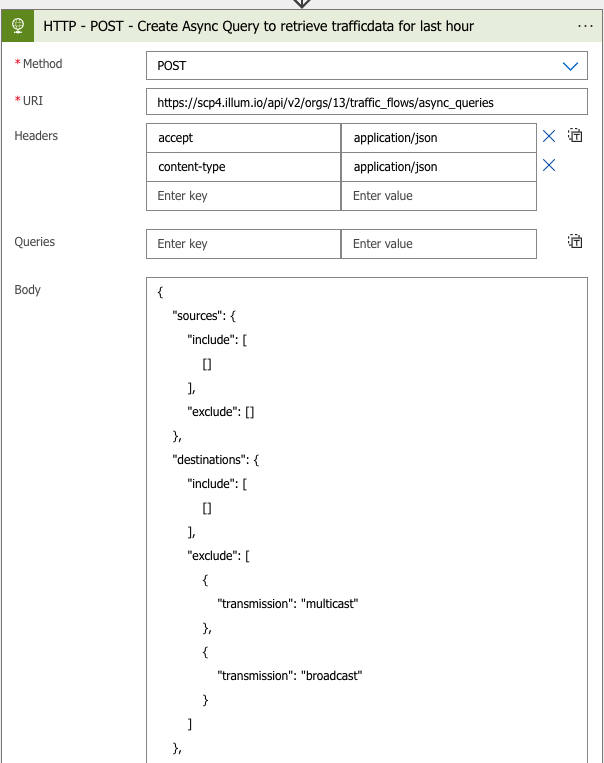 HTTP - POST - Create Async Query to retrieve trafficdata for last hour ...
* Method POST
* URI https://scp4.illum.io/api/v2/orgs/13/traffic_flows/async_queries
Headers accept application/json
content-type application/json
Enter key Enter value
Queries Enter key Enter value
Body {
"sources": {
"include": [
[]
],
"exclude": []
},
"destinations": {
"include": [
[]
],
"exclude": [
{
"transmission": "multicast"
},
{
"transmission": "broadcast"
}
]
},